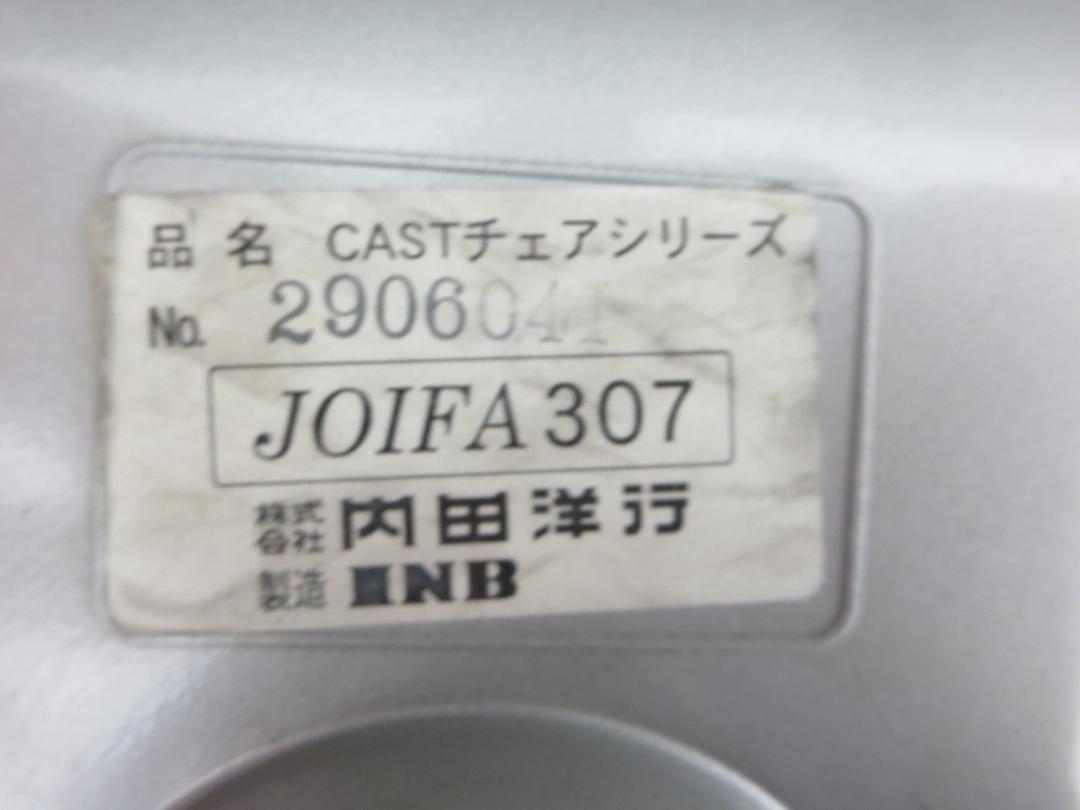 品名 CASTチェアシリーズ
No. 2906041
JOIFA307
株式会社 内田洋行
製造 INB